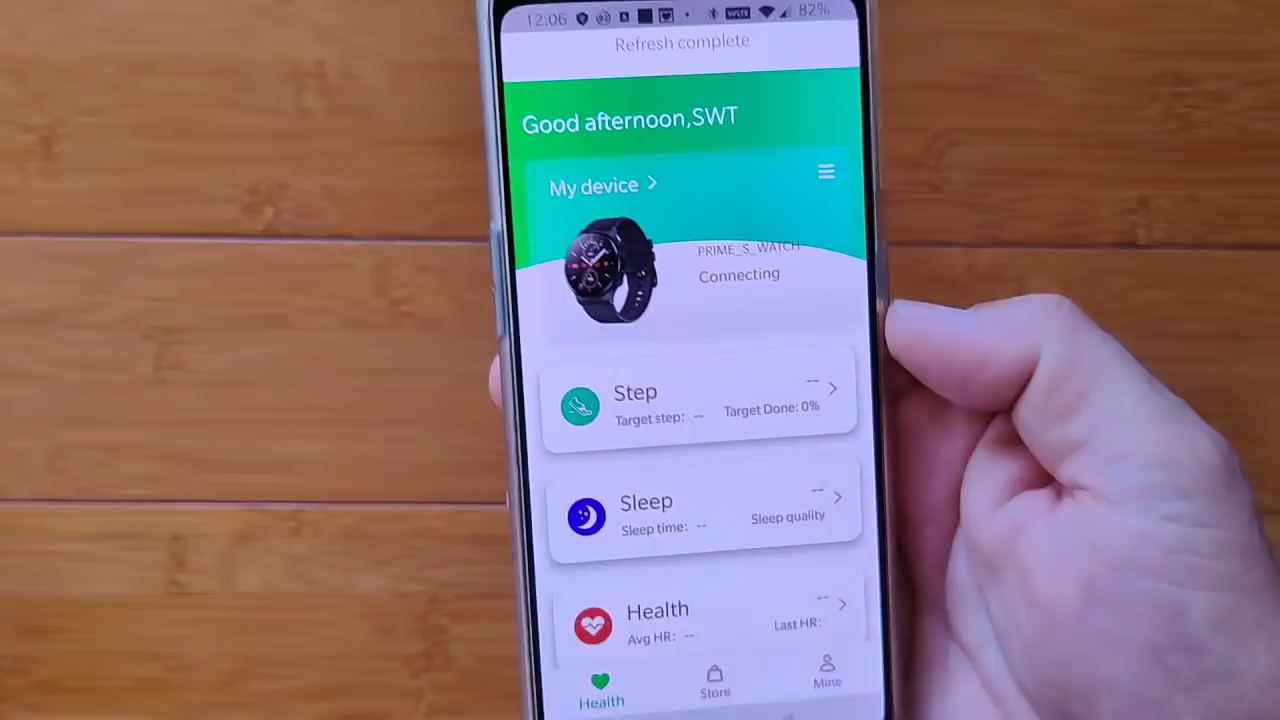 12:06 VoLTE 82%
Refresh complete
Good afternoon,SWT
My device >
PRIME_S_WATCH
Connecting
Step -- >
Target step: -- Target Done: 0%
Sleep -- >
Sleep time: -- Sleep quality
Health -- >
Avg HR: -- Last HR:
Health Store Mine